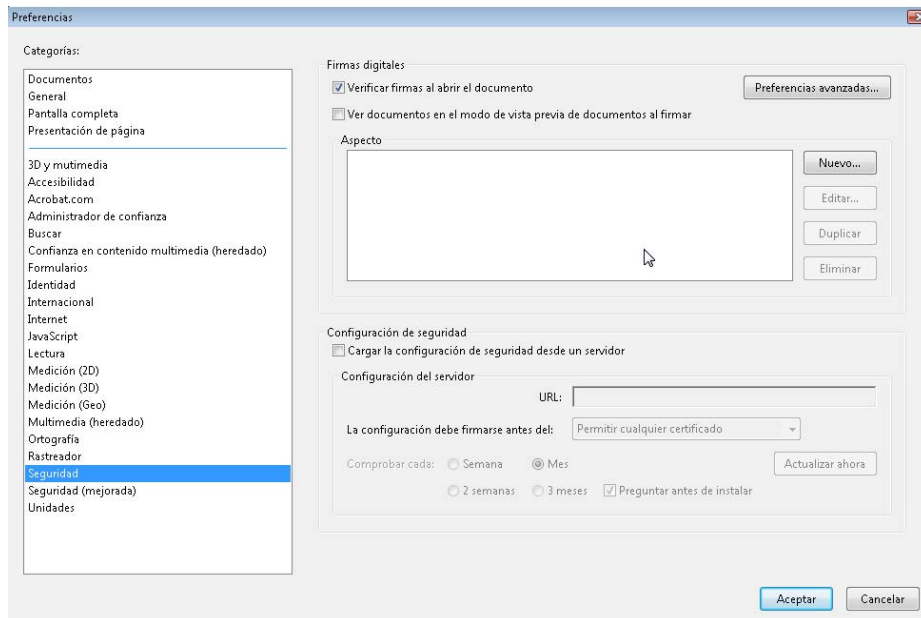 Preferencias
Categorías:
Documentos
General
Pantalla completa
Presentación de página
3D y mutimedia
Accesibilidad
Acrobat.com
Administrador de confianza
Buscar
Confianza en contenido multimedia (heredado)
Formularios
Identidad
Internacional
Internet
JavaScript
Lectura
Medición (2D)
Medición (3D)
Medición (Geo)
Multimedia (heredado)
Ortografía
Rastreador
Seguridad
Seguridad (mejorada)
Unidades
Firmas digitales
Verificar firmas al abrir el documento
Preferencias avanzadas...
Ver documentos en el modo de vista previa de documentos al firmar
Aspecto
Nuevo...
Editar...
Duplicar
Eliminar
Configuración de seguridad
Cargar la configuración de seguridad desde un servidor
Configuración del servidor
URL:
La configuración debe firmarse antes del: Permitir cualquier certificado
Comprobar cada: Semana Mes Actualizar ahora
2 semanas 3 meses Preguntar antes de instalar
Aceptar Cancelar